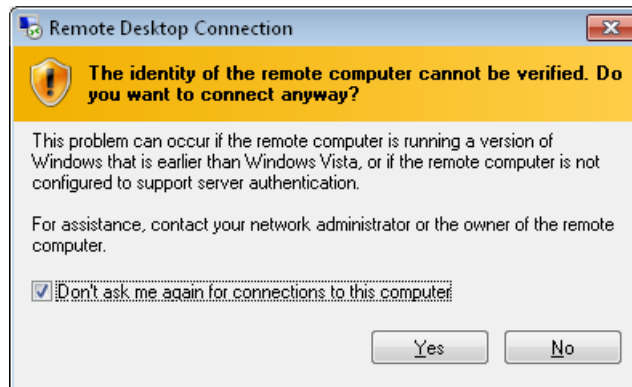 Remote Desktop Connection
The identity of the remote computer cannot be verified. Do
you want to connect anyway?
This problem can occur if the remote computer is running a version of
Windows that is earlier than Windows Vista, or if the remote computer is not
configured to support server authentication.
For assistance, contact your network administrator or the owner of the remote
computer.
Don't ask me again for connections to this computer
Yes
No